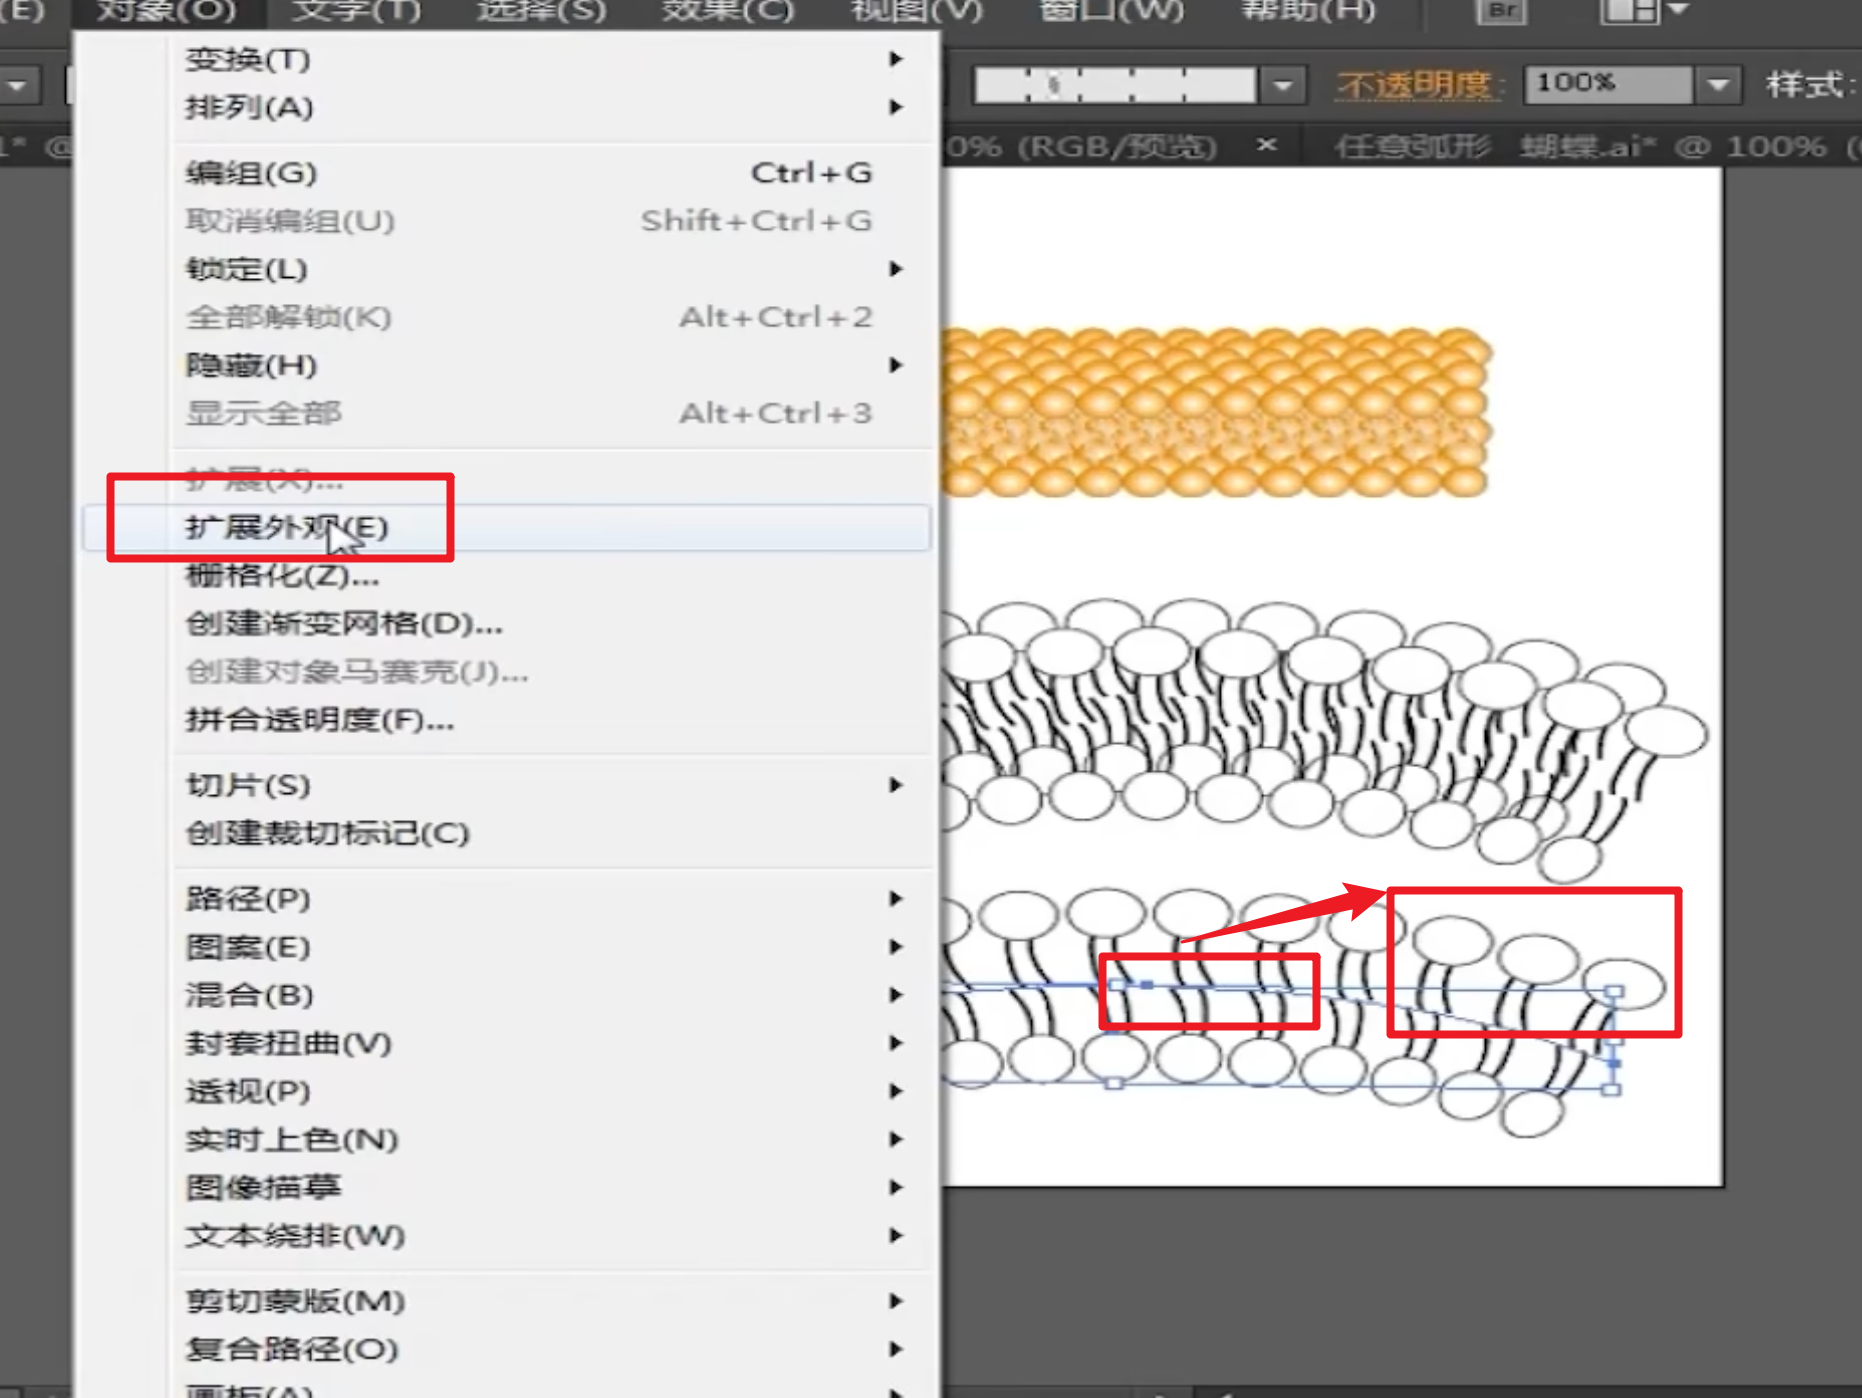 (E) 对象(O) 文字(T) 选择(S) 效果(C) 视图(V) 窗口(W) 帮助(H) Br
不透明度: 100% 样式:
1* @ 0% (RGB/预览) × 任意弧形 蝴蝶.ai* @ 100% (
变换(T)
排列(A)
编组(G) Ctrl+G
取消编组(U) Shift+Ctrl+G
锁定(L)
全部解锁(K) Alt+Ctrl+2
隐藏(H)
显示全部 Alt+Ctrl+3
扩展(X)...
扩展外观(E)
栅格化(Z)...
创建渐变网格(D)...
创建对象马赛克(J)...
拼合透明度(F)...
切片(S)
创建裁切标记(C)
路径(P)
图案(E)
混合(B)
封套扭曲(V)
透视(P)
实时上色(N)
图像描摹
文本绕排(W)
剪切蒙版(M)
复合路径(O)
画板(A)